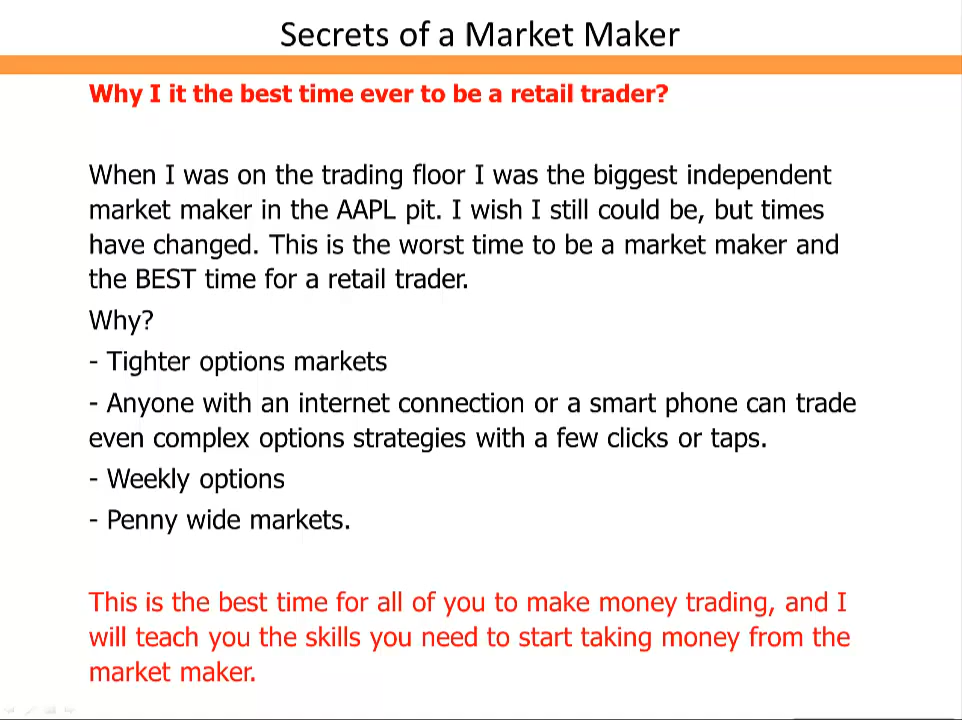 Secrets of a Market Maker
Why I it the best time ever to be a retail trader?
When I was on the trading floor I was the biggest independent
market maker in the AAPL pit. I wish I still could be, but times
have changed. This is the worst time to be a market maker and
the BEST time for a retail trader.
Why?
- Tighter options markets
- Anyone with an internet connection or a smart phone can trade
even complex options strategies with a few clicks or taps.
- Weekly options
- Penny wide markets.
This is the best time for all of you to make money trading, and I
will teach you the skills you need to start taking money from the
market maker.